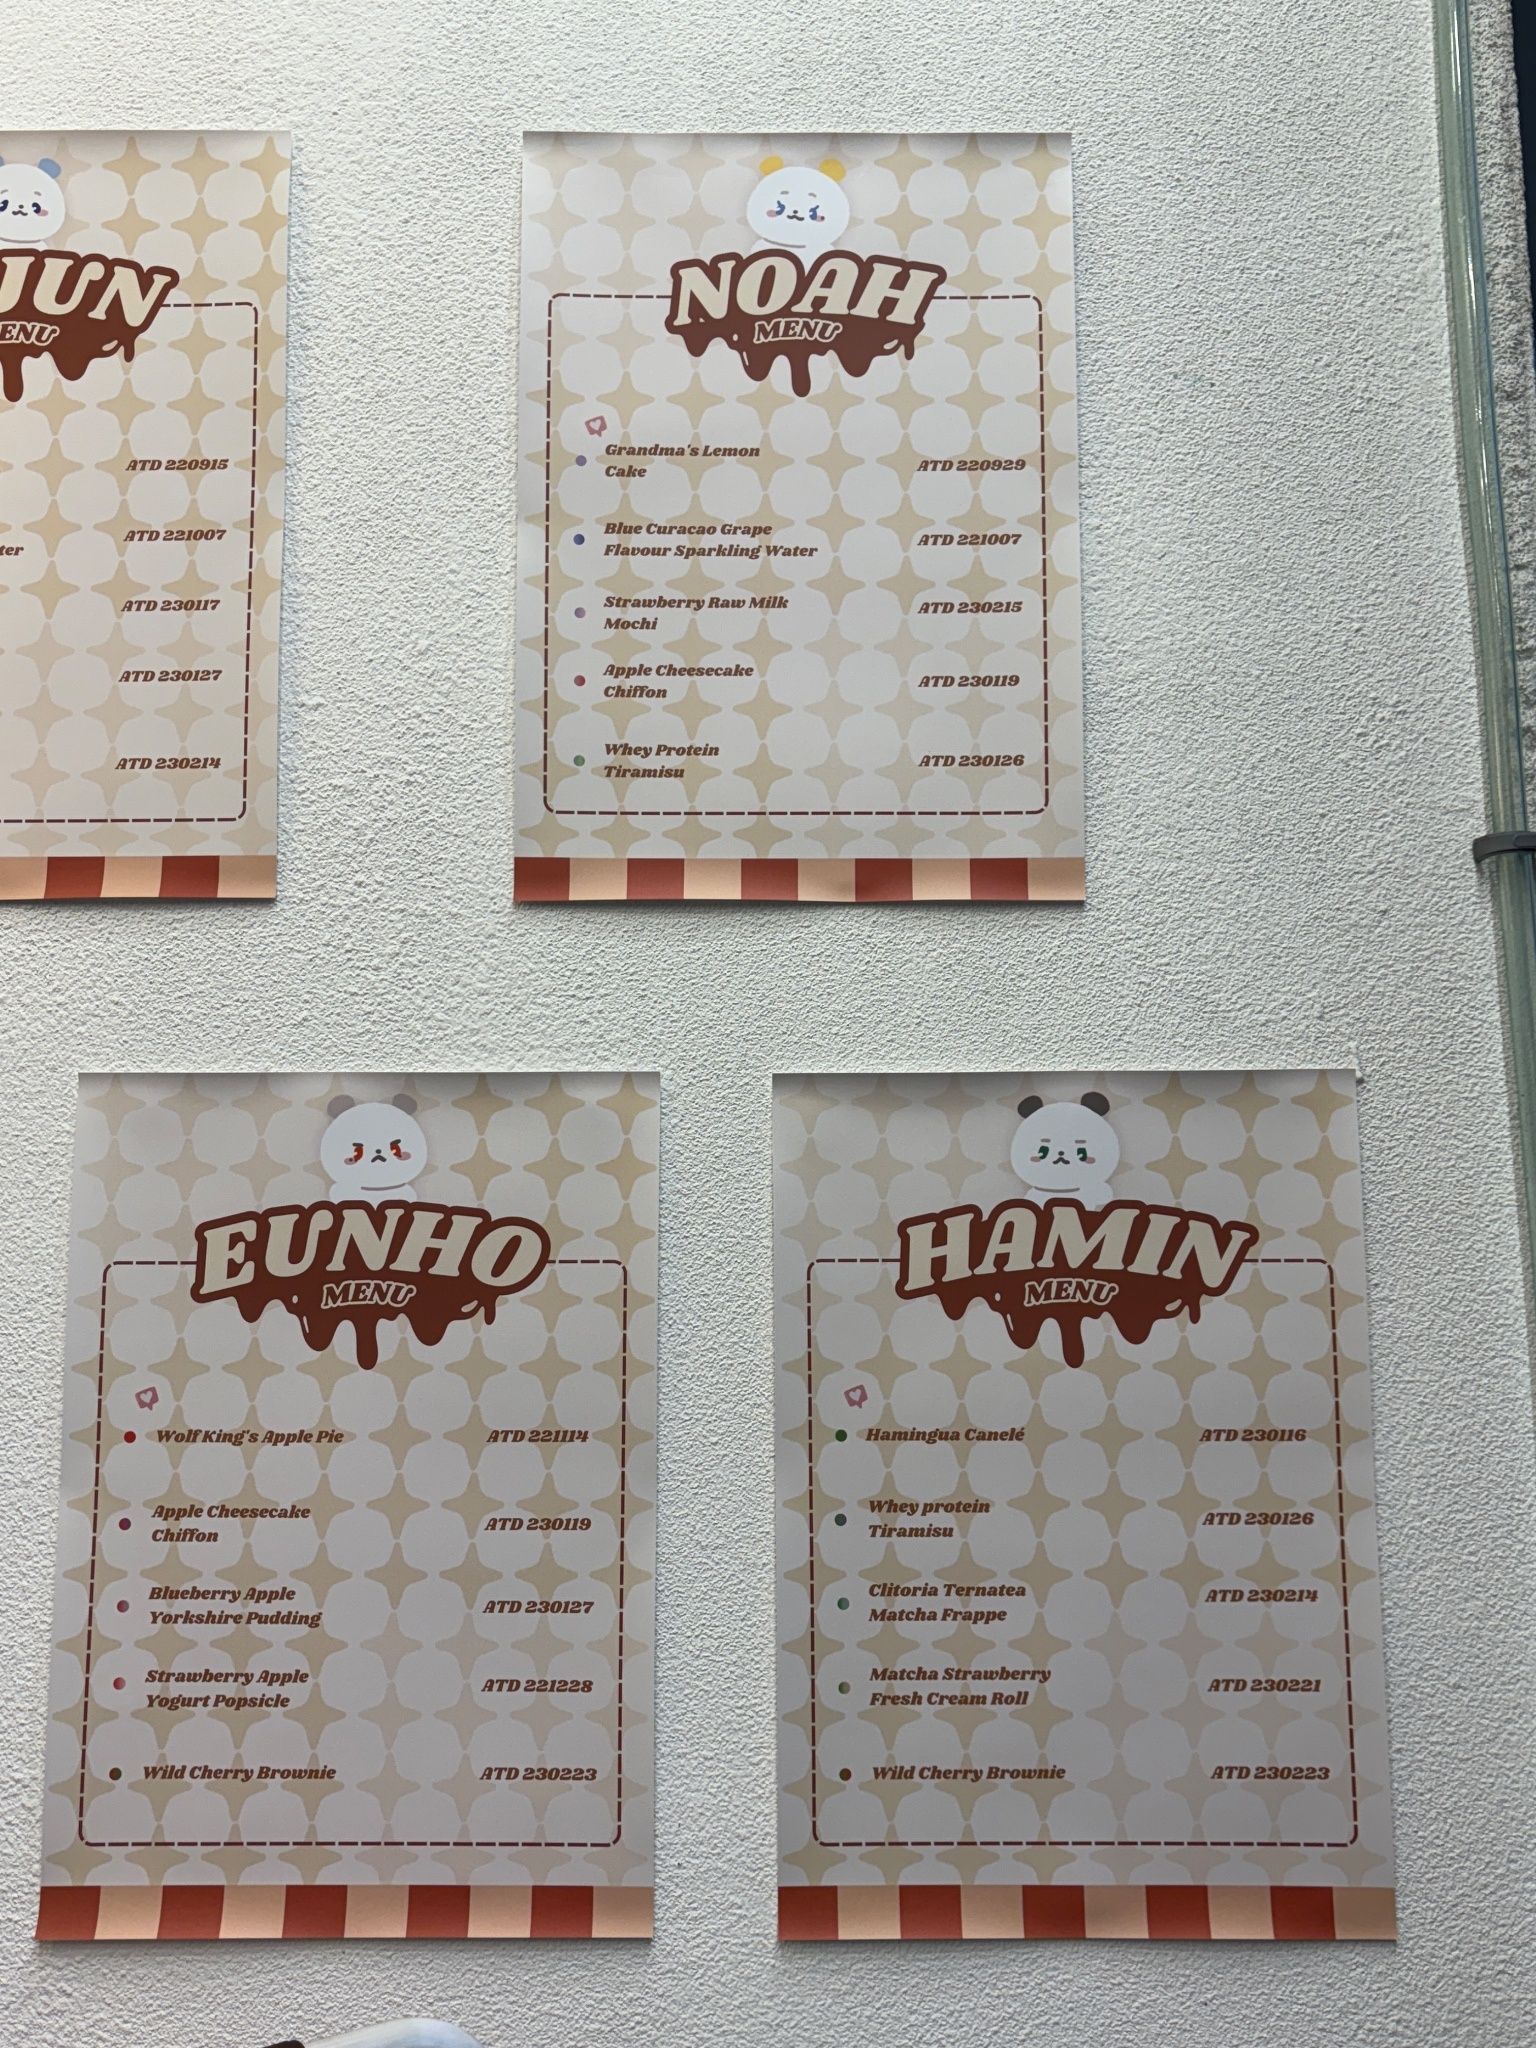 JUN
ENU
ATD 220915
ATD 221007
ter
ATD 230117
ATD 230127
ATD 230214
NOAH
MENU
Grandma's Lemon
Cake
ATD 220929
Blue Curacao Grape
Flavour Sparkling Water
ATD 221007
Strawberry Raw Milk
Mochi
ATD 230215
Apple Cheesecake
Chiffon
ATD 230119
Whey Protein
Tiramisu
ATD 230126
EUNHO
MENU
Wolf King's Apple Pie
ATD 221114
Apple Cheesecake
Chiffon
ATD 230119
Blueberry Apple
Yorkshire Pudding
ATD 230127
Strawberry Apple
Yogurt Popsicle
ATD 221228
Wild Cherry Brownie
ATD 230223
HAMIN
MENU
Hamingua Canelé
ATD 230116
Whey protein
Tiramisu
ATD 230126
Clitoria Ternatea
Matcha Frappe
ATD 230214
Matcha Strawberry
Fresh Cream Roll
ATD 230221
Wild Cherry Brownie
ATD 230223